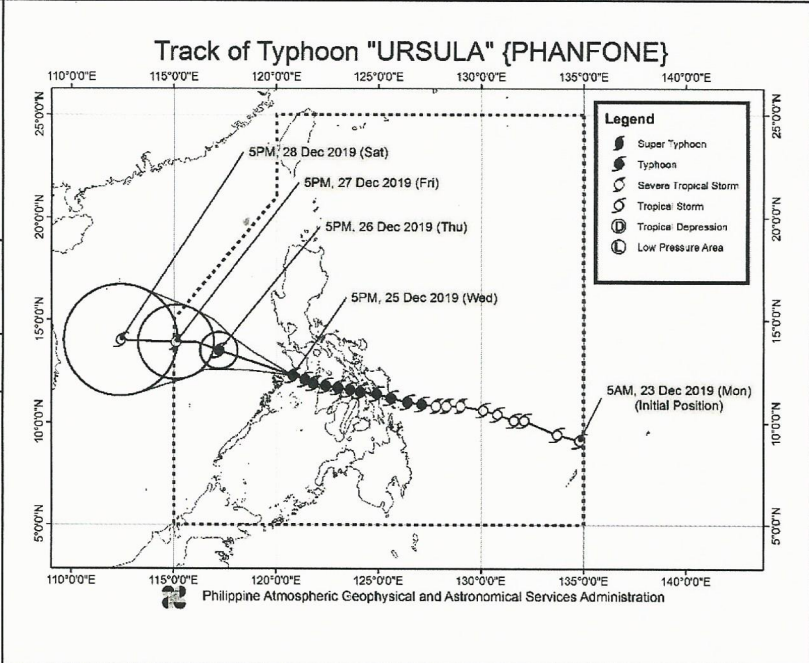 Track of Typhoon "URSULA" {PHANFONE}
110°0'0"E 115°0'0"E 120°0'0"E 125°0'0"E 130°0'0"E 135°0'0"E 140°0'0"E
25°0'0"N
20°0'0"N
15°0'0"N
10°0'0"N
5°0'0"N
5PM, 28 Dec 2019 (Sat)
5PM, 27 Dec 2019 (Fri)
5PM, 26 Dec 2019 (Thu)
5PM, 25 Dec 2019 (Wed)
5AM, 23 Dec 2019 (Mon)
(Initial Position)
Legend
Super Typhoon
Typhoon
Severe Tropical Storm
Tropical Storm
D Tropical Depression
L Low Pressure Area
25°0'0"N
20°0'0"N
15°0'0"N
10°0'0"N
5°0'0"N
110°0'0"E 115°0'0"E 120°0'0"E 125°0'0"E 130°0'0"E 135°0'0"E 140°0'0"E
Philippine Atmospheric Geophysical and Astronomical Services Administration